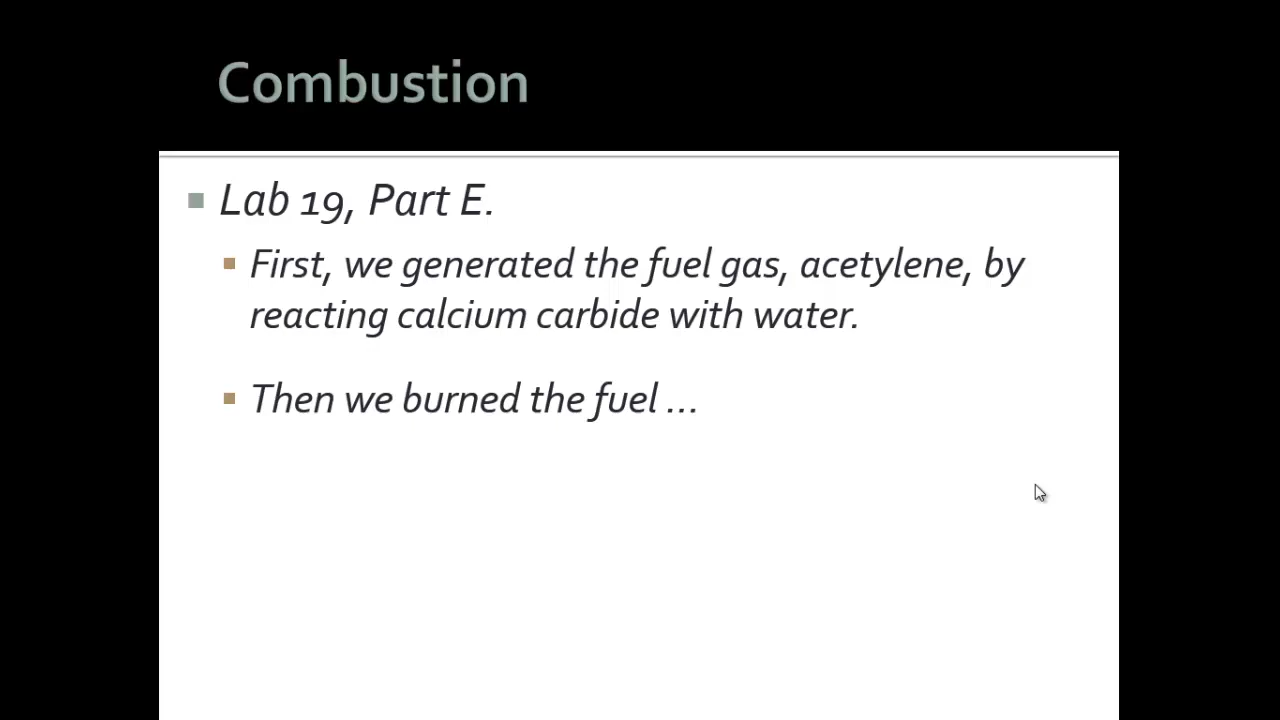 Combustion
Lab 19, Part E.
First, we generated the fuel gas, acetylene, by
reacting calcium carbide with water.
Then we burned the fuel ...